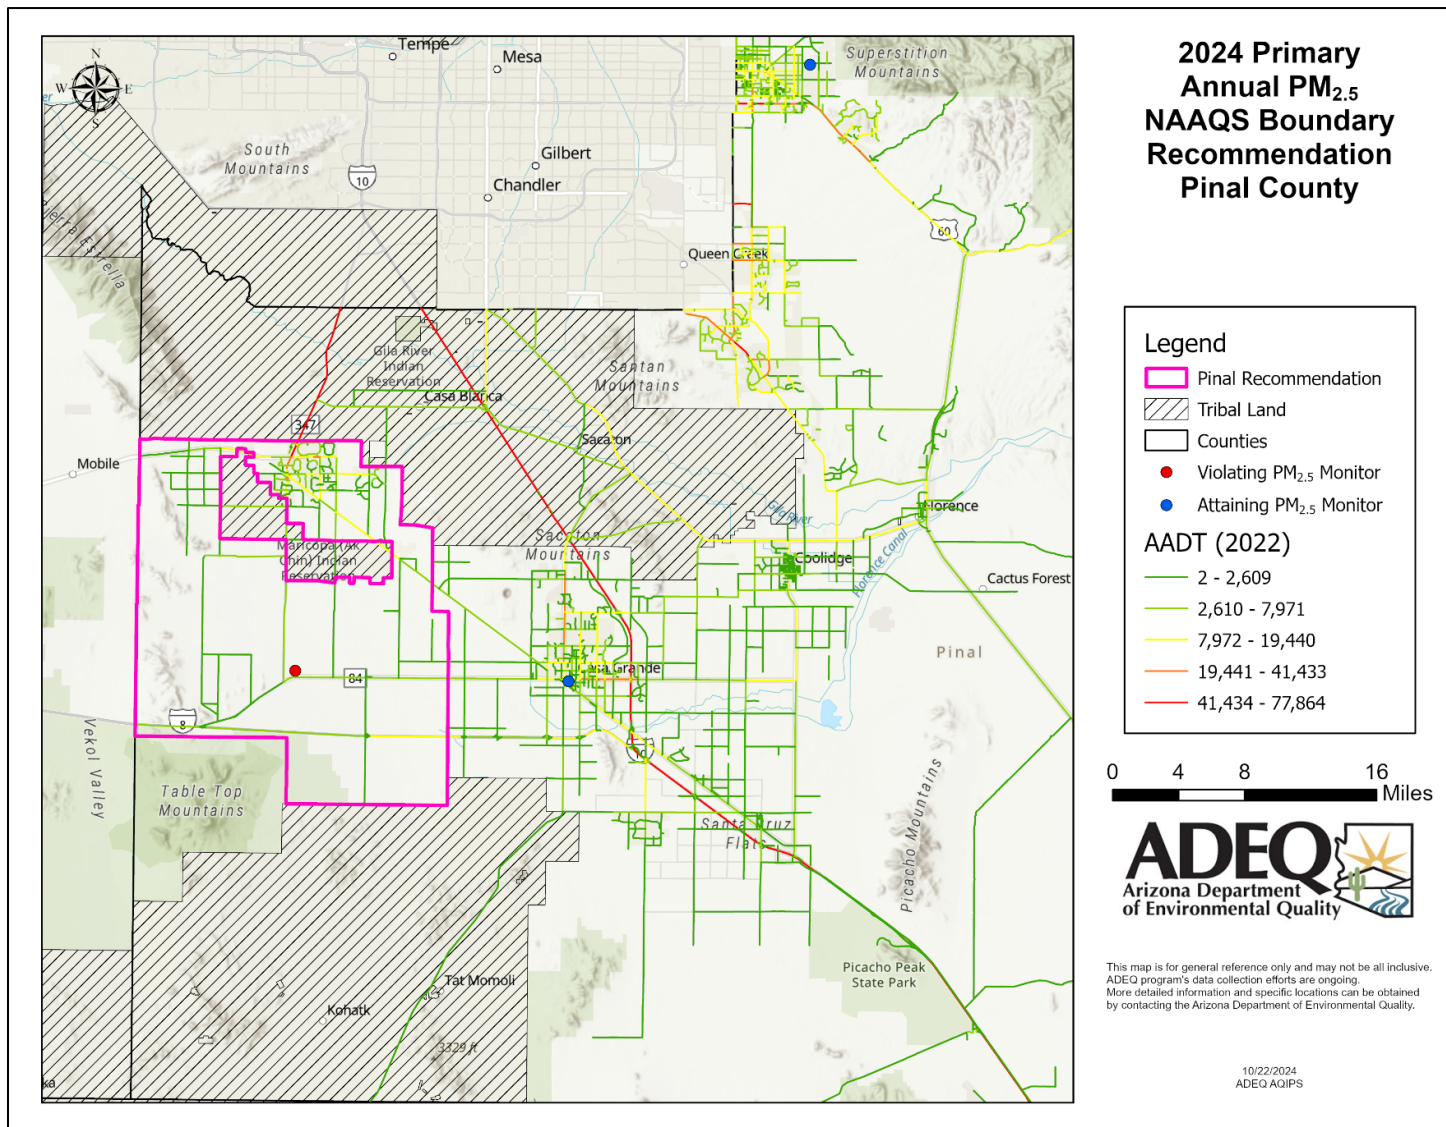 2024 Primary
Annual PM2.5
NAAQS Boundary
Recommendation
Pinal County
N
W
E
S
Tempe
Mesa
Superstition
Mountains
South
Mountains
10
Gilbert
Chandler
60
Queen Creek
Sierra Estrella
Gila River
Indian
Reservation
Santan
Mountains
Casa Blanca
347
Sacaton
Mobile
Gila River
Florence
Sacaton
Mountains
Maricopa (Ak
Chin) Indian
Reservation
Coolidge
Florence Canal
Cactus Forest
Pinal
Casa Grande
84
8
Vekol Valley
10
Table Top
Mountains
Santa Cruz
Flats
Picacho Mountains
Picacho Peak
State Park
Tat Momoli
Kohatk
3329 ft
ka
Legend
Pinal Recommendation
Tribal Land
Counties
Violating PM2.5 Monitor
Attaining PM2.5 Monitor
AADT (2022)
2 - 2,609
2,610 - 7,971
7,972 - 19,440
19,441 - 41,433
41,434 - 77,864
0 4 8 16
Miles
ADEQ
Arizona Department
of Environmental Quality
This map is for general reference only and may not be all inclusive.
ADEQ program's data collection efforts are ongoing.
More detailed information and specific locations can be obtained
by contacting the Arizona Department of Environmental Quality.
10/22/2024
ADEQ AQIPS